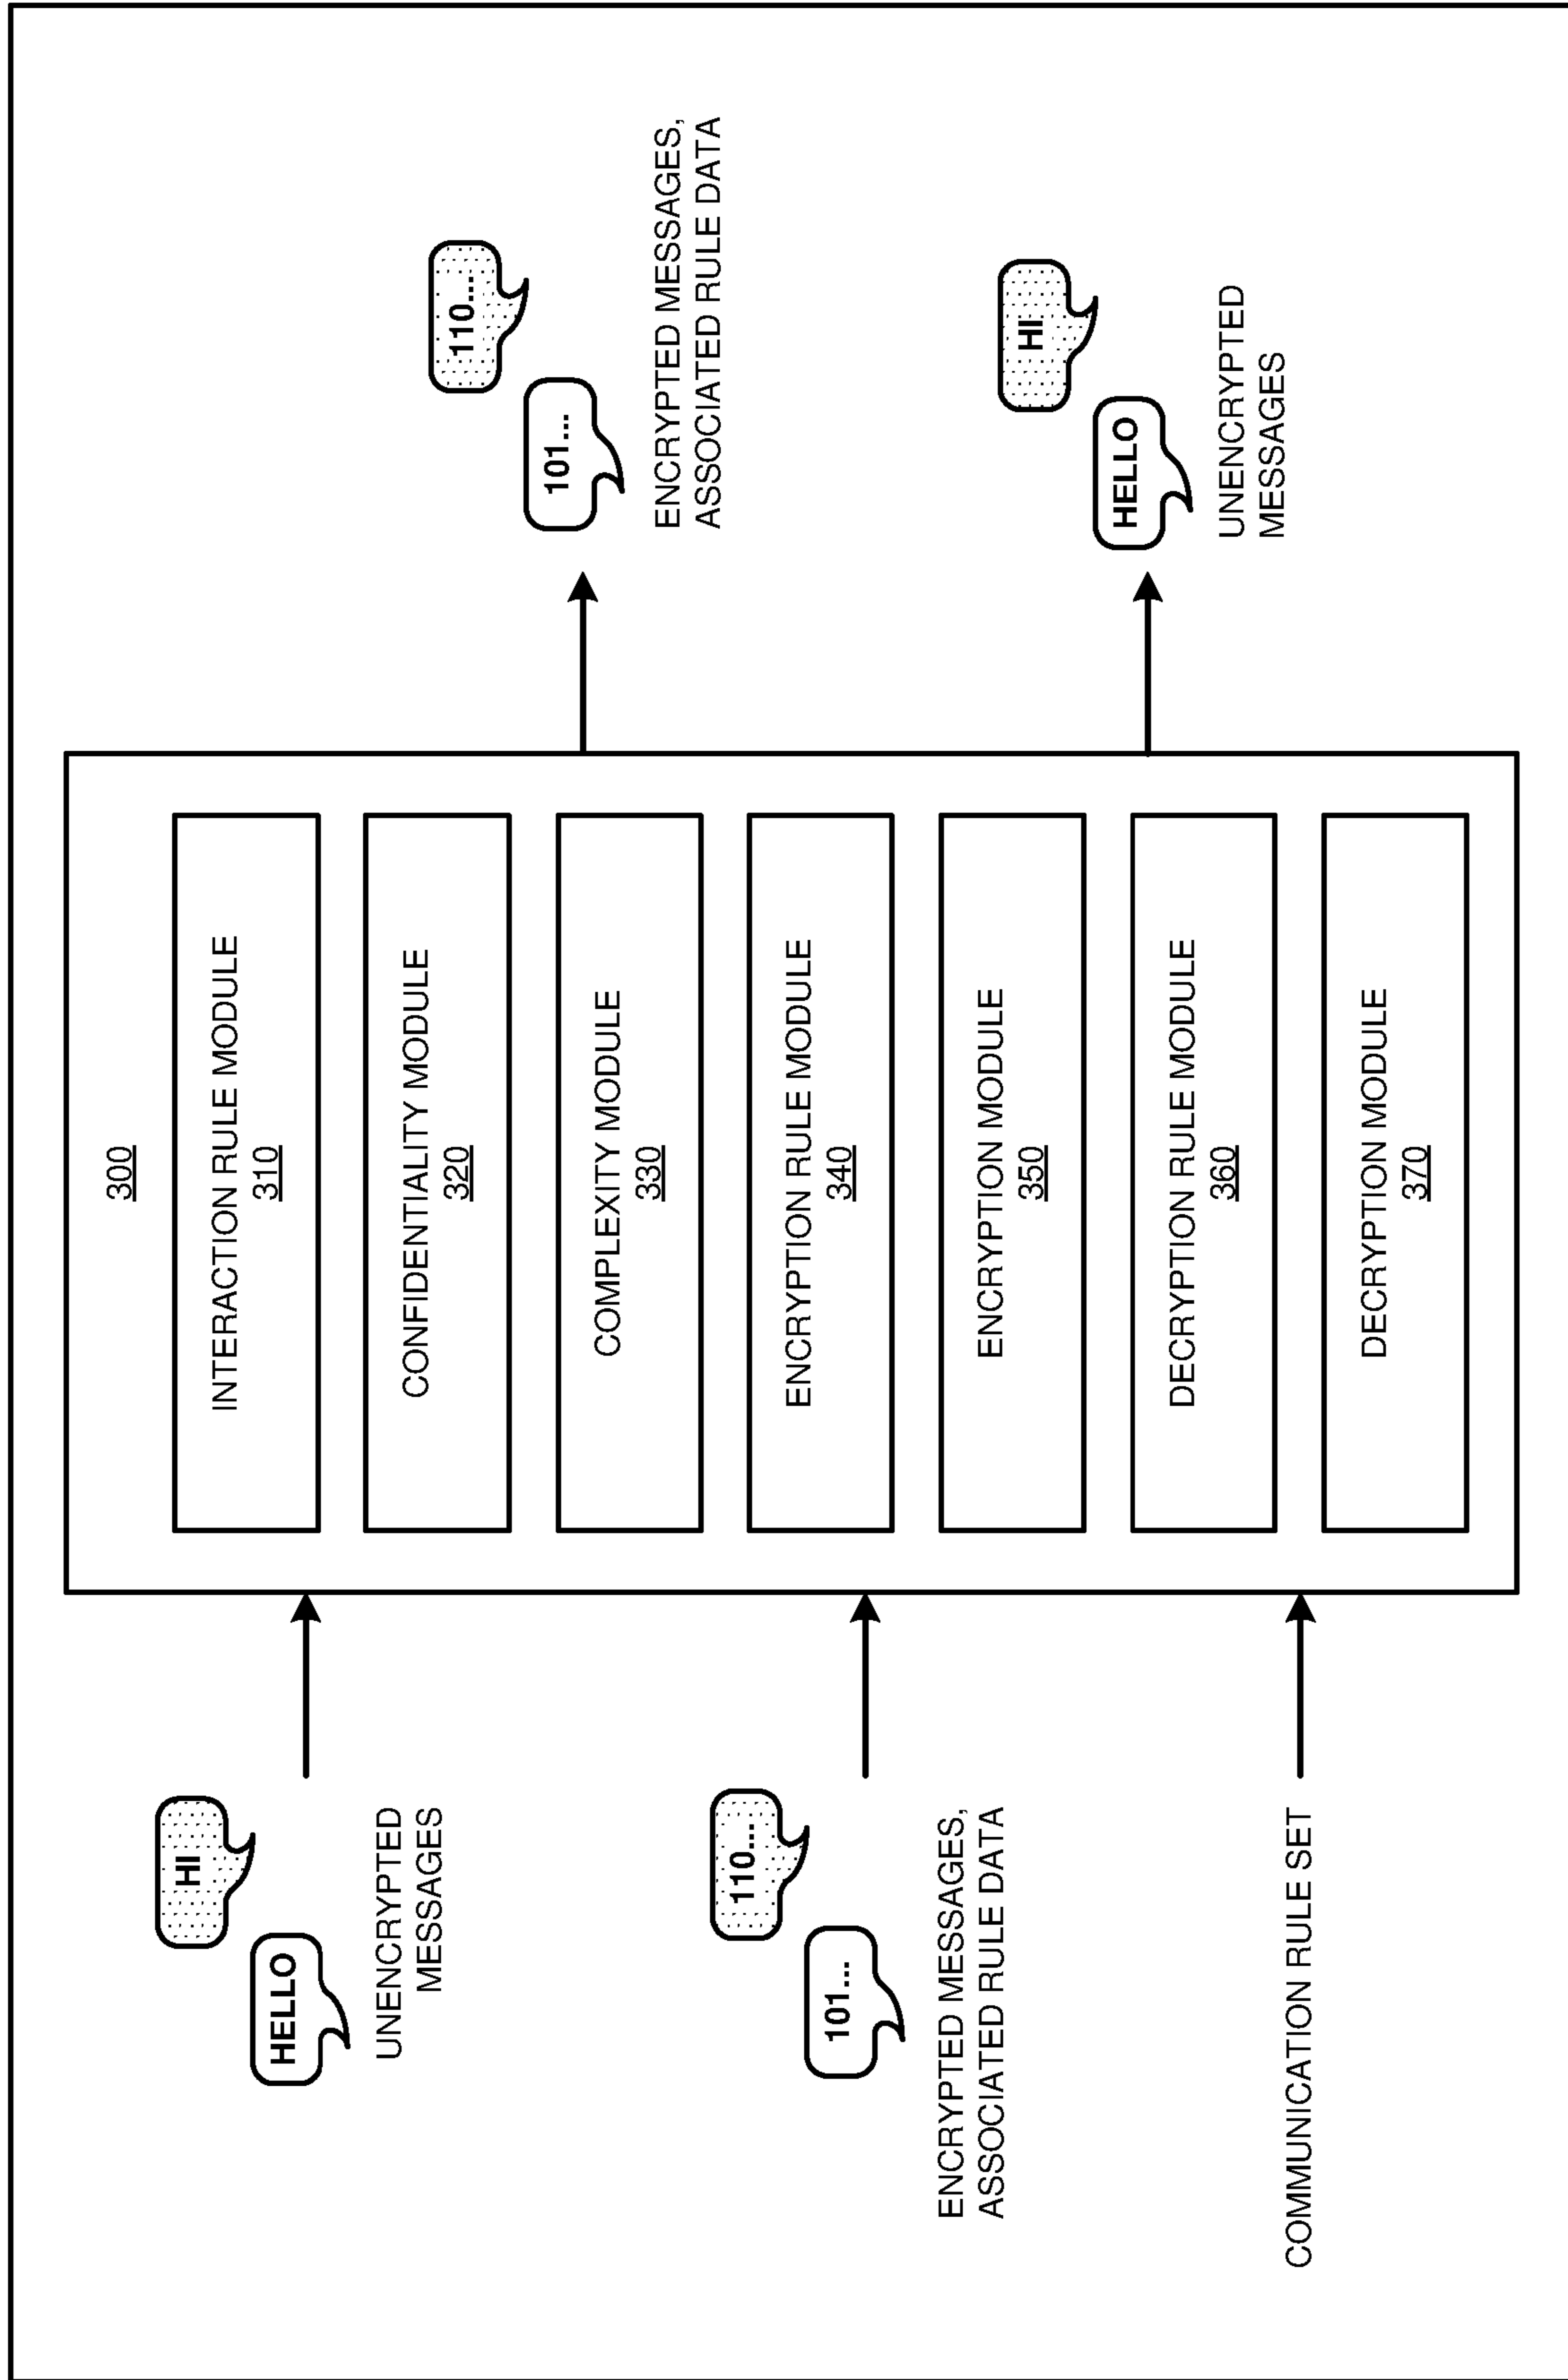 HI
HELLO
UNENCRYPTED
MESSAGES
110...
101...
ENCRYPTED MESSAGES,
ASSOCIATED RULE DATA
COMMUNICATION RULE SET
300
INTERACTION RULE MODULE
310
CONFIDENTIALITY MODULE
320
COMPLEXITY MODULE
330
ENCRYPTION RULE MODULE
340
ENCRYPTION MODULE
350
DECRYPTION RULE MODULE
360
DECRYPTION MODULE
370
110...
101...
ENCRYPTED MESSAGES,
ASSOCIATED RULE DATA
HI
HELLO
UNENCRYPTED
MESSAGES